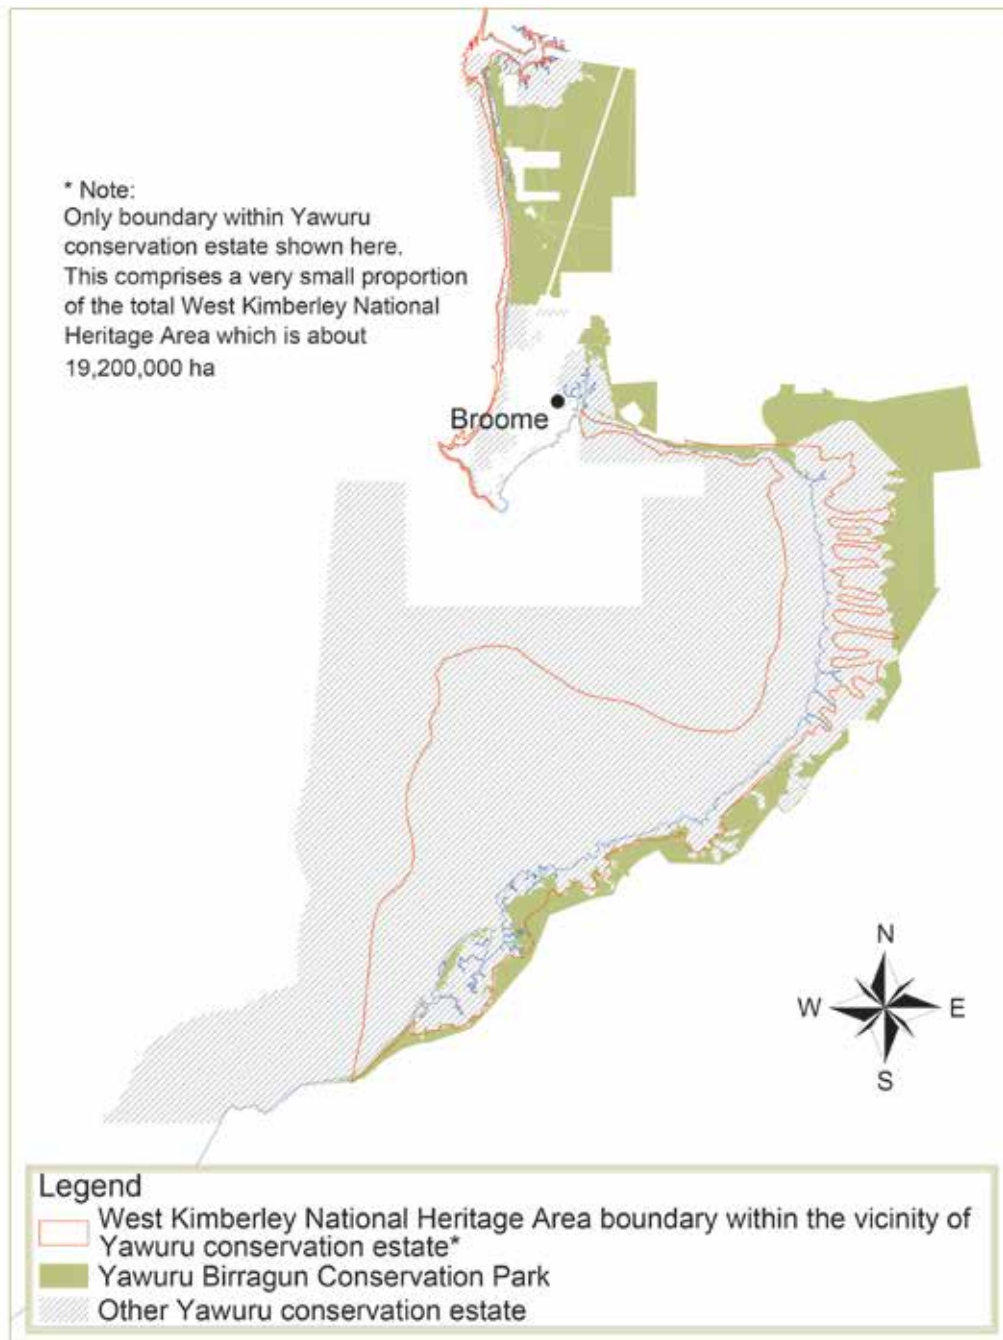 * Note:
Only boundary within Yawuru
conservation estate shown here.
This comprises a very small proportion
of the total West Kimberley National
Heritage Area which is about
19,200,000 ha
Broome
N
W
E
S
Legend
West Kimberley National Heritage Area boundary within the vicinity of
Yawuru conservation estate*
Yawuru Birragun Conservation Park
Other Yawuru conservation estate